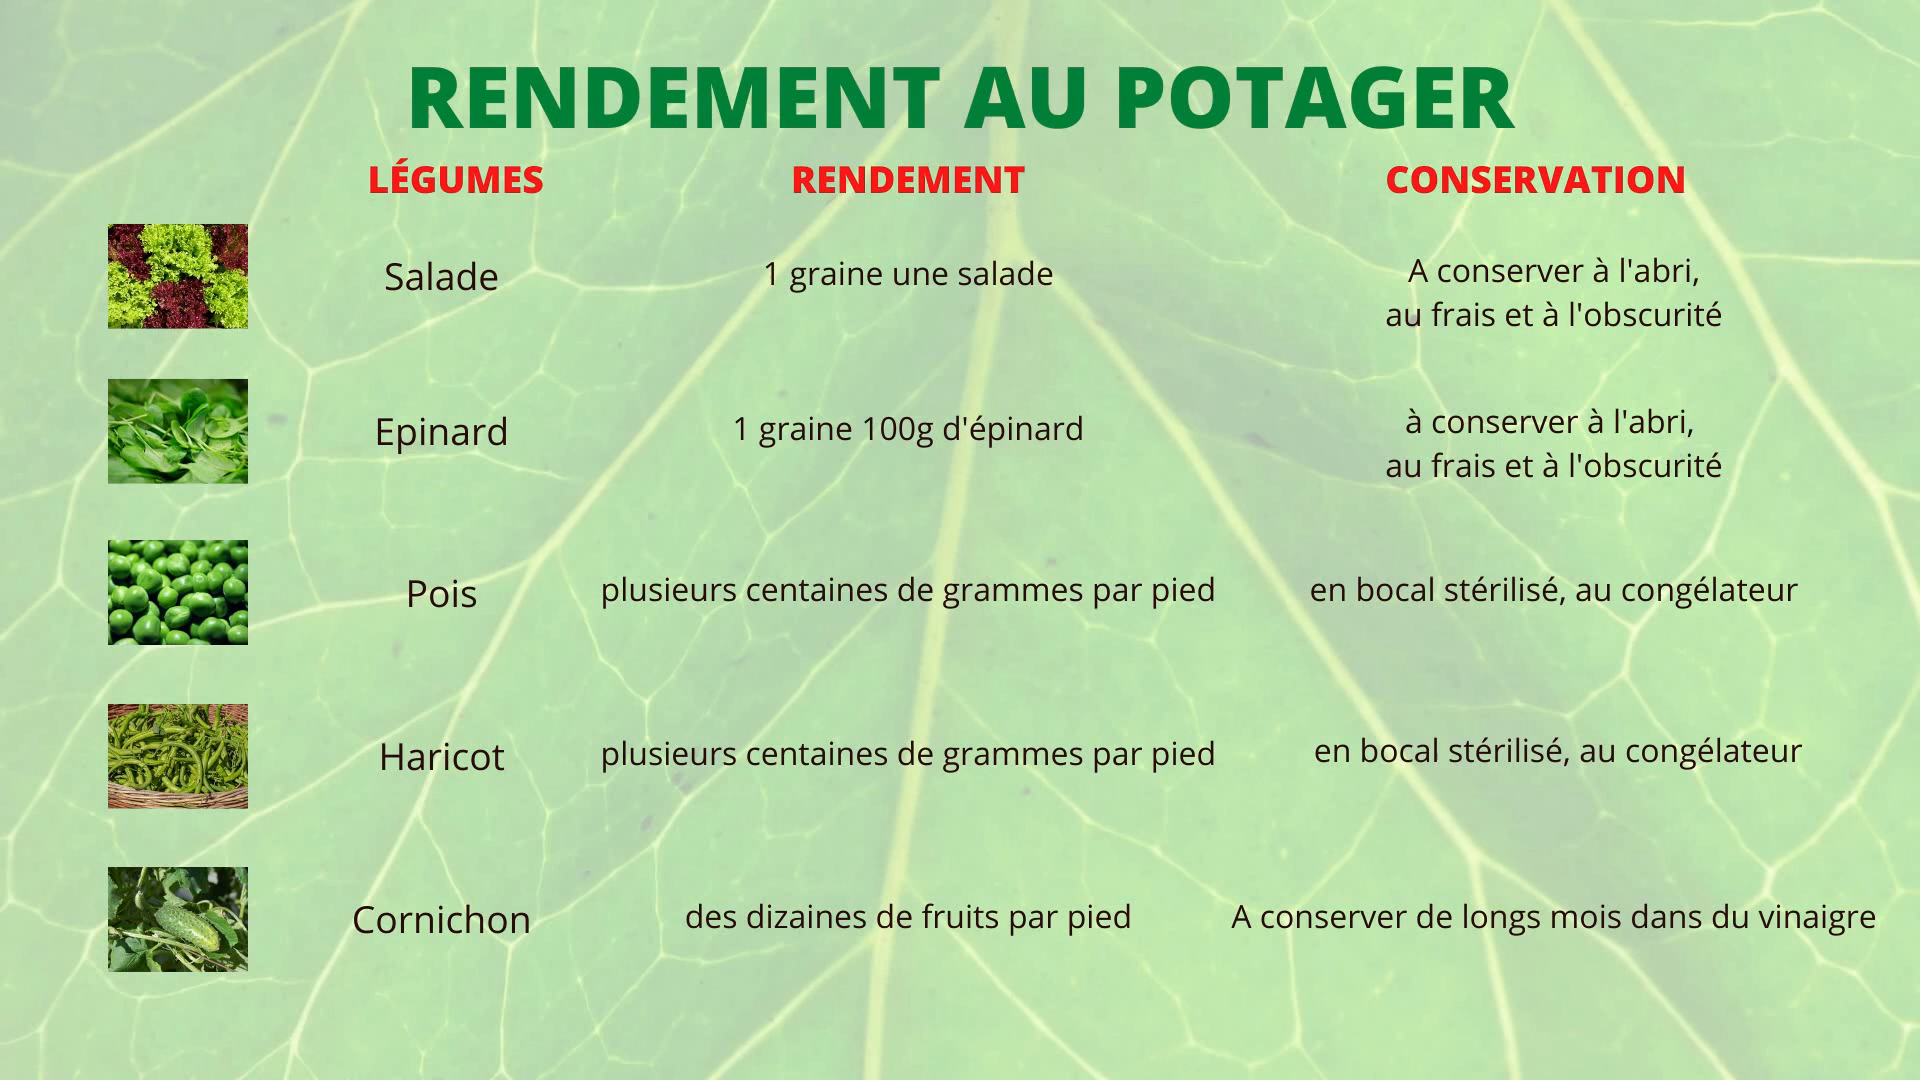 RENDEMENT AU POTAGER
LÉGUMES RENDEMENT CONSERVATION
Salade 1 graine une salade A conserver à l'abri,
au frais et à l'obscurité
Epinard 1 graine 100g d'épinard à conserver à l'abri,
au frais et à l'obscurité
Pois plusieurs centaines de grammes par pied en bocal stérilisé, au congélateur
Haricot plusieurs centaines de grammes par pied en bocal stérilisé, au congélateur
Cornichon des dizaines de fruits par pied A conserver de longs mois dans du vinaigre